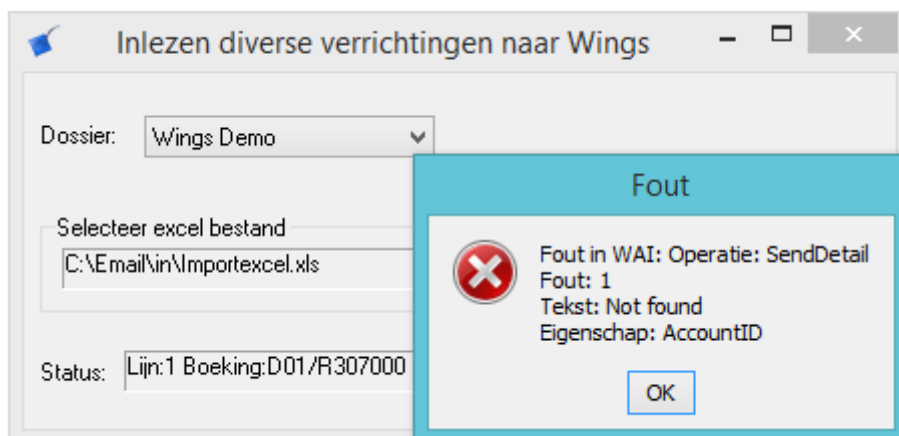 Inlezen diverse verrichtingen naar Wings
Dossier: Wings Demo
Fout
Selecteer excel bestand
C:\Email\in\Importexcel.xls
Fout in WAI: Operatie: SendDetail
Fout: 1
Tekst: Not found
Eigenschap: AccountID
Status: Lijn:1 Boeking:D01/R307000
OK